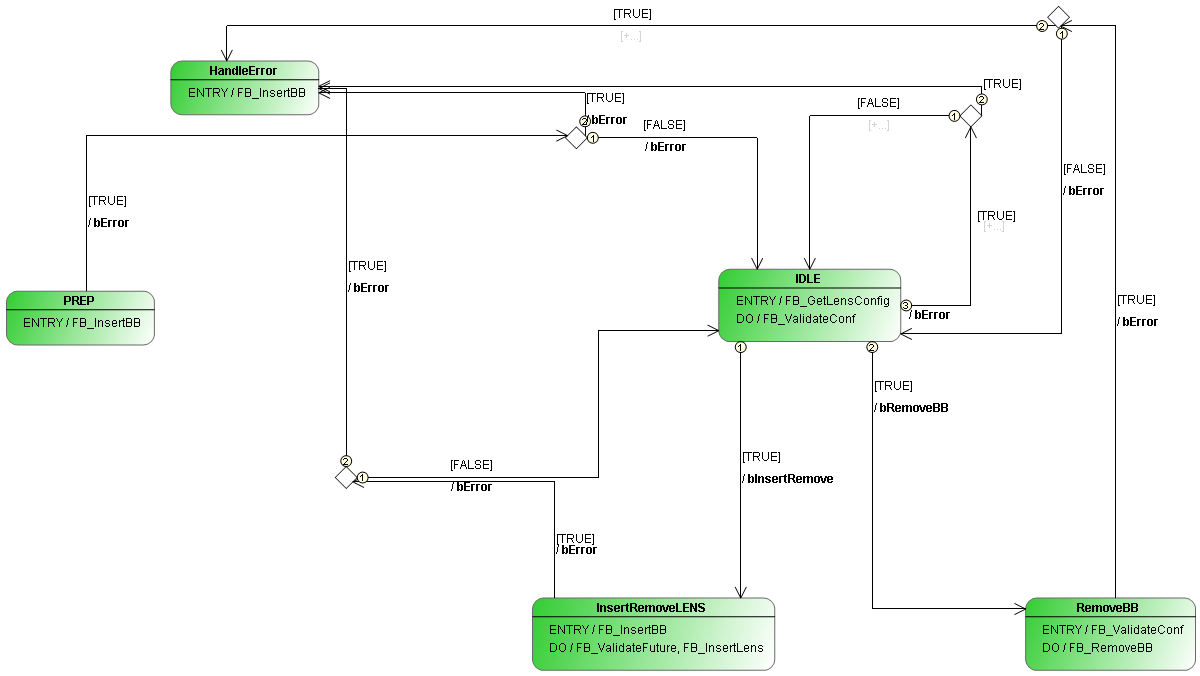 [TRUE]
[+...]
2
1
HandleError
ENTRY / FB_InsertBB
[TRUE]
/ bError
2
1
[FALSE]
/ bError
[FALSE]
[+...]
1
2
[TRUE]
[TRUE]
[+...]
[FALSE]
/ bError
[TRUE]
/ bError
[TRUE]
/ bError
PREP
ENTRY / FB_InsertBB
IDLE
ENTRY / FB_GetLensConfig
DO / FB_ValidateConf
3
/ bError
1
2
[TRUE]
/ bError
[TRUE]
/ bRemoveBB
[TRUE]
/ bInsertRemove
2
1
[FALSE]
/ bError
[TRUE]
/ bError
InsertRemoveLENS
ENTRY / FB_InsertBB
DO / FB_ValidateFuture, FB_InsertLens
RemoveBB
ENTRY / FB_ValidateConf
DO / FB_RemoveBB